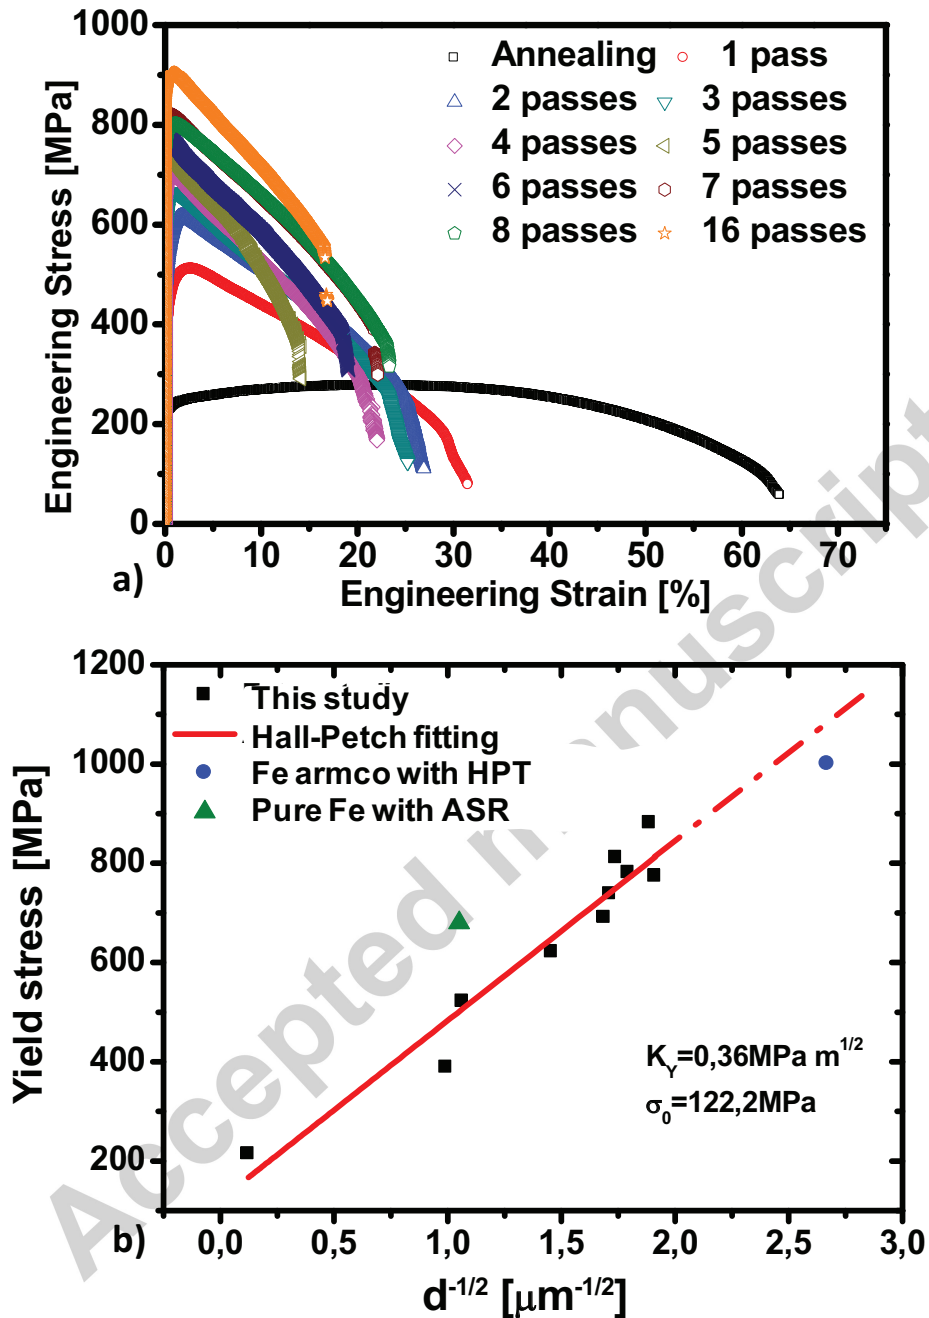 1000
800
600
400
200
0
Engineering Stress [MPa]
Annealing 1 pass
2 passes 3 passes
4 passes 5 passes
6 passes 7 passes
8 passes 16 passes
0 10 20 30 40 50 60 70
a)
Engineering Strain [%]
1200
1000
800
600
400
200
Yield stress [MPa]
This study
Hall-Petch fitting
Fe armco with HPT
Pure Fe with ASR
K_Y=0,36MPa m^1/2
σ_0=122,2MPa
b)
0,0 0,5 1,0 1,5 2,0 2,5 3,0
d^-1/2 [μm^-1/2]
Accepted manuscript